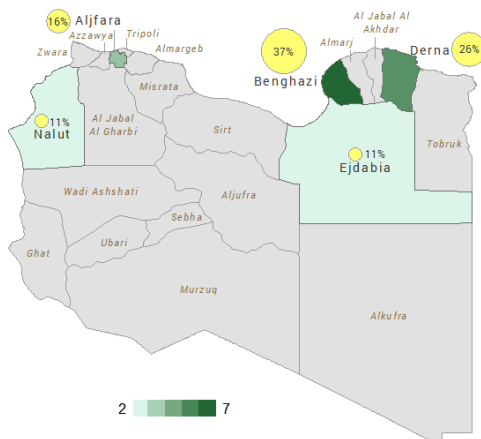 16% Aljfara
Azzawya
Tripoli
Zwara
Almargeb
Al Jabal Al
Akhdar
Almarj
Derna 26%
37%
Benghazi
Misrata
11%
Nalut
Al Jabal
Al Gharbi
Sirt
11%
Ejdabia
Tobruk
Wadi Ashshati
Aljufra
Sebha
Ubari
Ghat
Murzuq
Alkufra
2
7